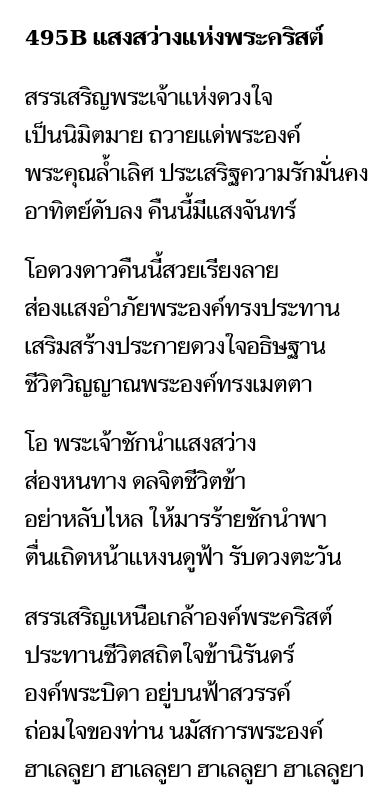 495B แสงสว่างแห่งพระคริสต์
สรรเสริญพระเจ้าแห่งดวงใจ
เป็นนิมิตมาย ถวายแด่พระองค์
พระคุณล้ำเลิศ ประเสริฐความรักมั่นคง
อาทิตย์ดับลง คืนนี้มีแสงจันทร์
โอดวงดาวคืนนี้สวยเรียงลาย
ส่องแสงอำภัยพระองค์ทรงประทาน
เสริมสร้างประกายดวงใจอธิษฐาน
ชีวิตวิญญาณพระองค์ทรงเมตตา
โอ พระเจ้าชักนำแสงสว่าง
ส่องหนทาง ดลจิตชีวิตข้า
อย่าหลับไหล ให้มารร้ายชักนำพา
ตื่นเถิดหน้าแหงนดูฟ้า รับดวงตะวัน
สรรเสริญเหนือเกล้าองค์พระคริสต์
ประทานชีวิตสถิตใจข้านิรันดร์
องค์พระบิดา อยู่บนฟ้าสวรรค์
ถ่อมใจของท่าน นมัสการพระองค์
ฮาเลลูยา ฮาเลลูยา ฮาเลลูยา ฮาเลลูยา